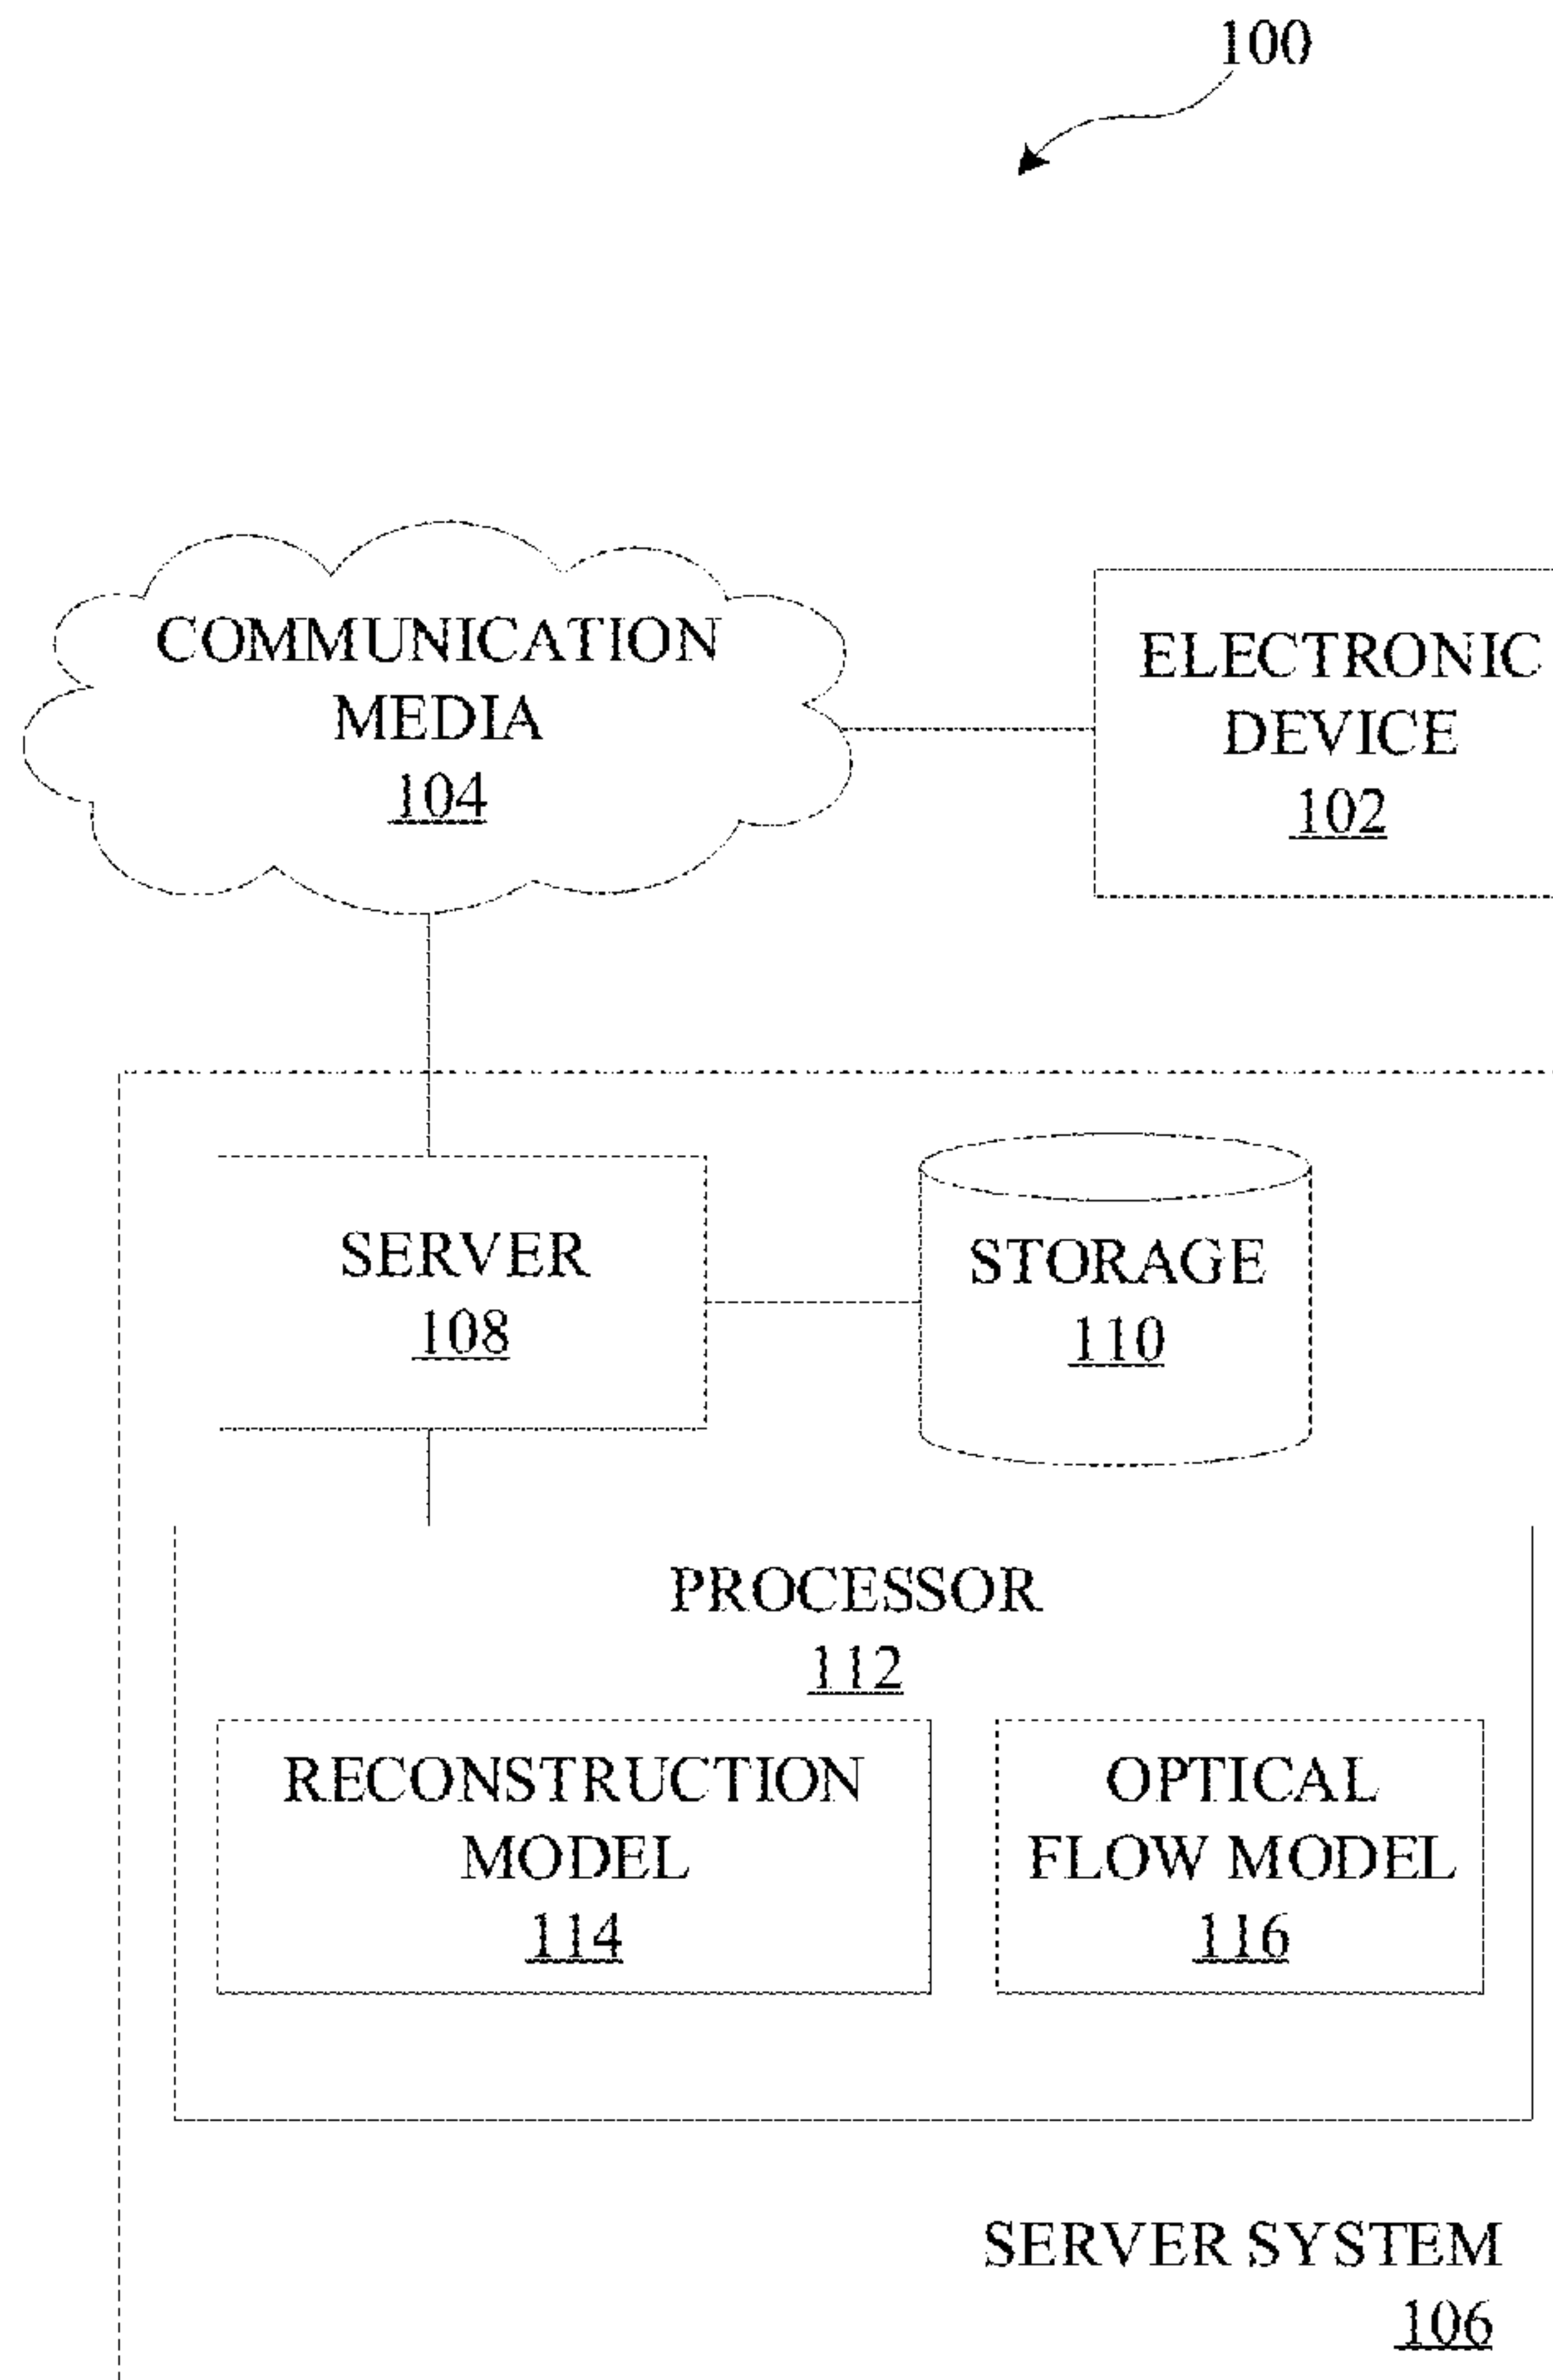 100
COMMUNICATION
MEDIA
104
ELECTRONIC
DEVICE
102
SERVER
108
STORAGE
110
PROCESSOR
112
RECONSTRUCTION
MODEL
114
OPTICAL
FLOW MODEL
116
SERVER SYSTEM
106